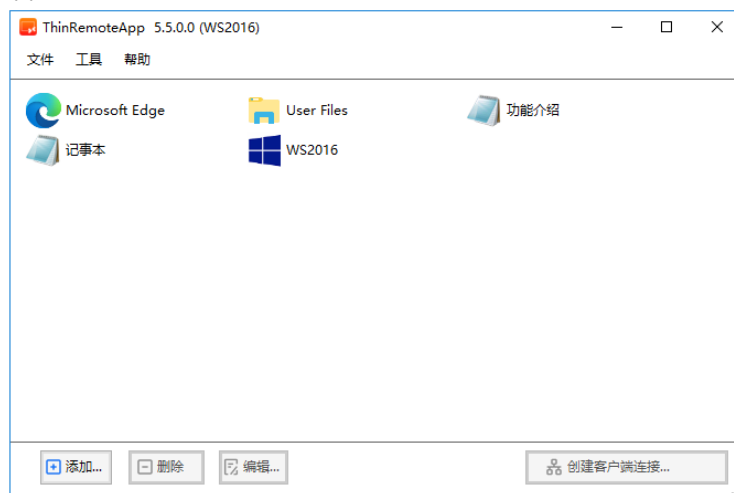 ThinRemoteApp 5.5.0.0 (WS2016)
文件 工具 帮助
Microsoft Edge User Files 功能介绍
记事本 WS2016
添加... 删除 编辑... 创建客户端连接...